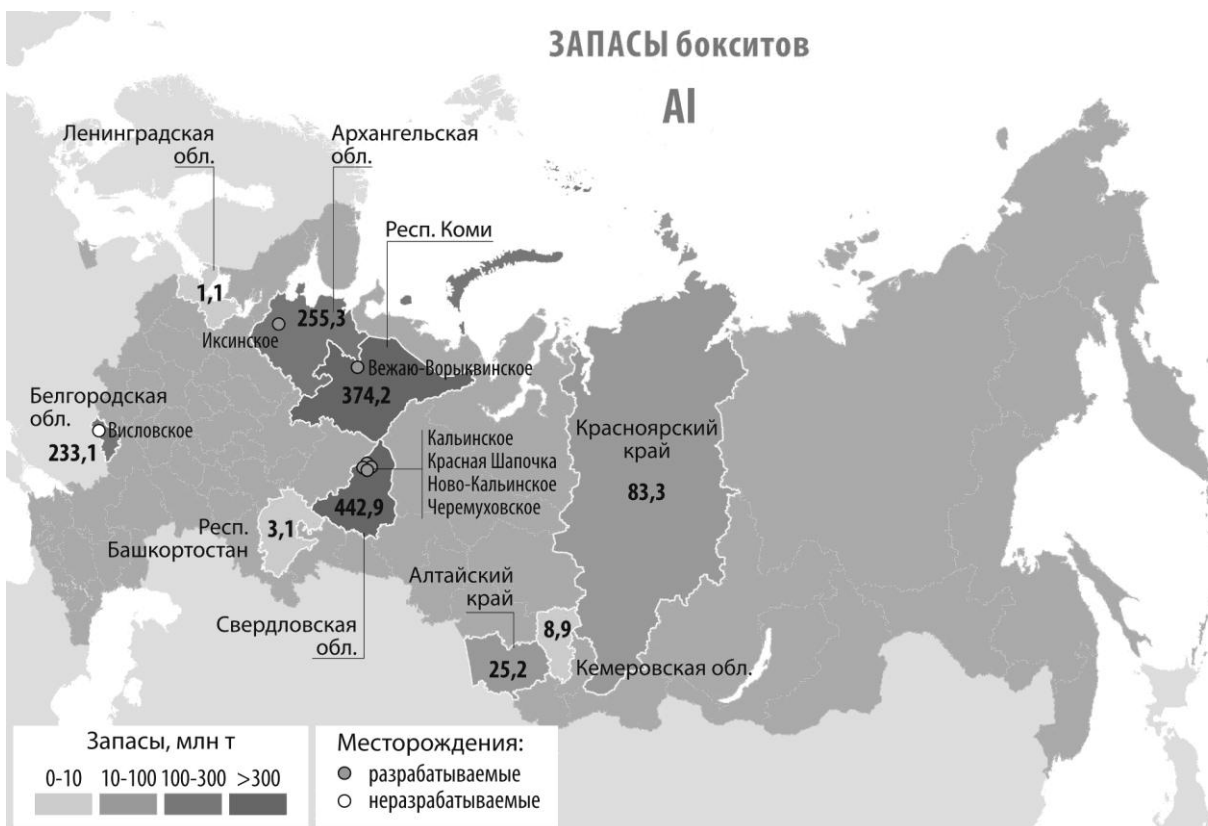 ЗАПАСЫ бокситов
Al
Ленинградская
обл.
Архангельская
обл.
Респ. Коми
1,1
255,3
Иксинское
Вежаю-Ворыквинское
374,2
Белгородская
обл.
Висловское
233,1
Кальинское
Красная Шапочка
Ново-Кальинское
Черемуховское
442,9
Красноярский
край
83,3
Респ.
Башкортостан
3,1
Алтайский
край
Свердловская
обл.
8,9
25,2
Кемеровская обл.
Запасы, млн т
0-10 10-100 100-300 >300
Месторождения:
разрабатываемые
неразрабатываемые